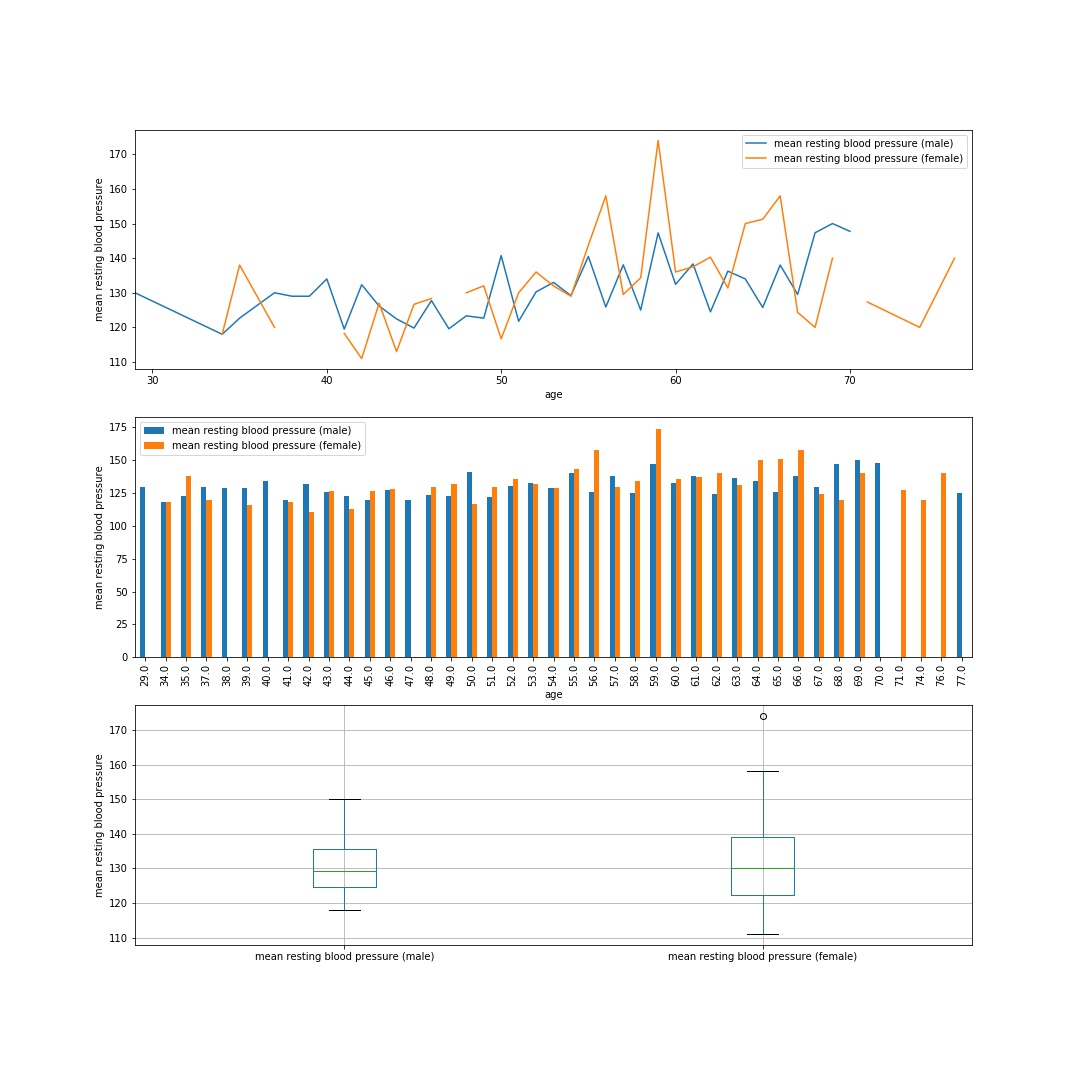 170
160
150
140
130
120
110
mean resting blood pressure
mean resting blood pressure (male)
mean resting blood pressure (female)
30 40 50 60 70
age
175
150
125
100
75
50
25
0
mean resting blood pressure
mean resting blood pressure (male)
mean resting blood pressure (female)
29.0 34.0 35.0 37.0 38.0 39.0 40.0 41.0 42.0 43.0 44.0 45.0 46.0 47.0 48.0 49.0 50.0 51.0 52.0 53.0 54.0 55.0 56.0 57.0 58.0 59.0 60.0 61.0 62.0 63.0 64.0 65.0 66.0 67.0 68.0 69.0 70.0 71.0 74.0 76.0 77.0
age
170
160
150
140
130
120
110
mean resting blood pressure
mean resting blood pressure (male) mean resting blood pressure (female)